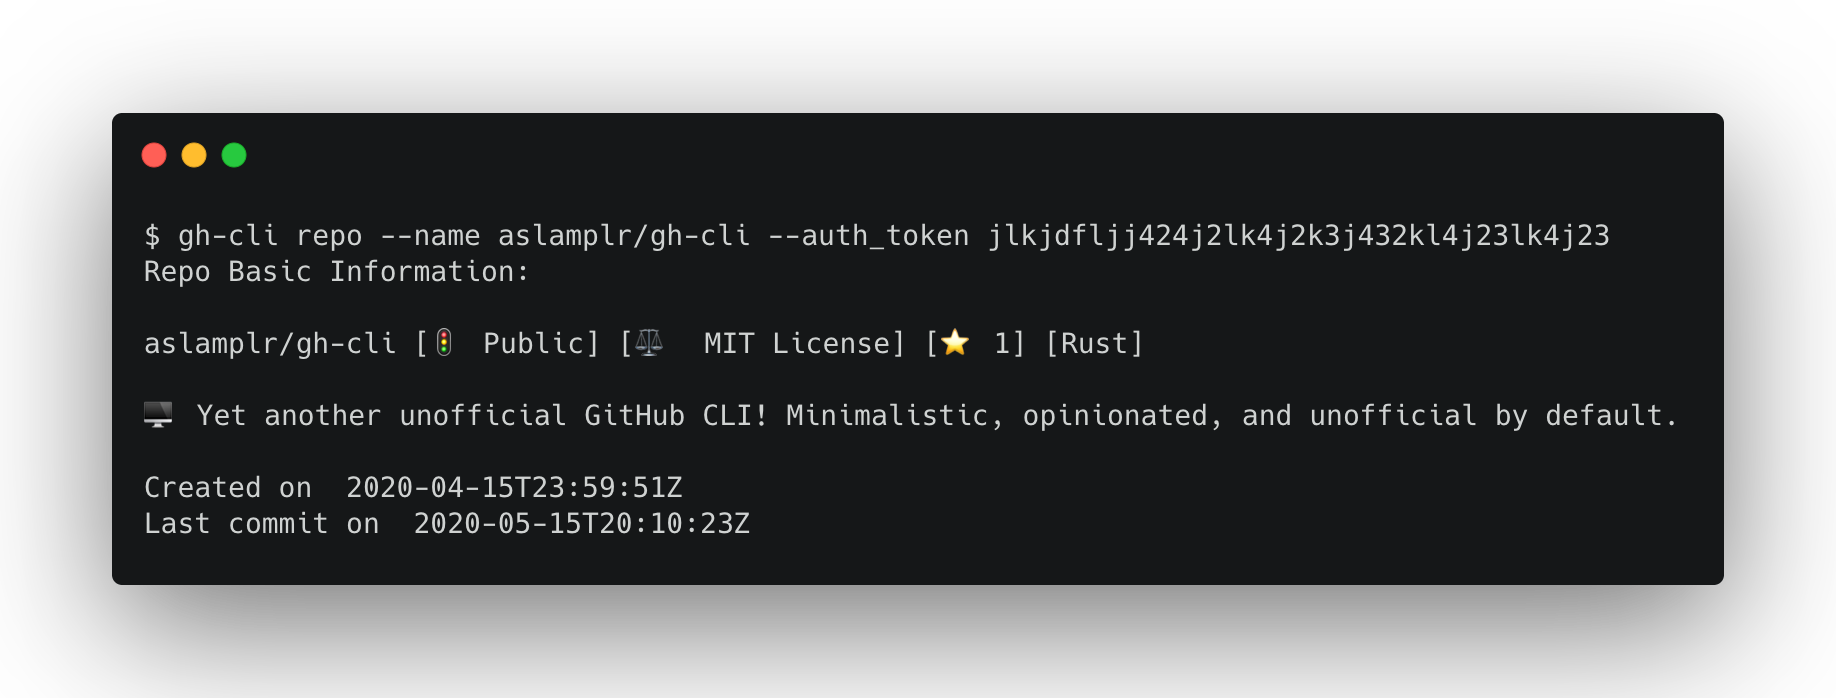 $ gh-cli repo --name aslamplr/gh-cli --auth_token jlkjdfljj424j2lk4j2k3j432kl4j23lk4j23
Repo Basic Information:
aslamplr/gh-cli [🚦 Public] [⚖️ MIT License] [⭐ 1] [Rust]
🖥 Yet another unofficial GitHub CLI! Minimalistic, opinionated, and unofficial by default.
Created on  2020-04-15T23:59:51Z
Last commit on  2020-05-15T20:10:23Z